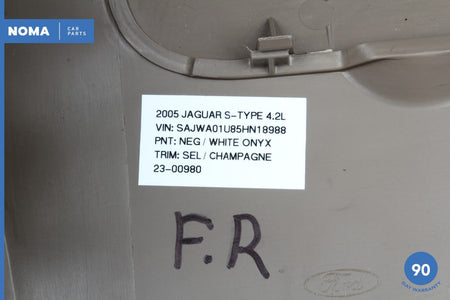 NOMA CAR PARTS
2005 JAGUAR S-TYPE 4.2L
VIN: SAJWA01U85HN18988
PNT: NEG / WHITE ONYX
TRIM: SEL / CHAMPAGNE
23-00980
F.R
Ford
90
DAY WARRANTY